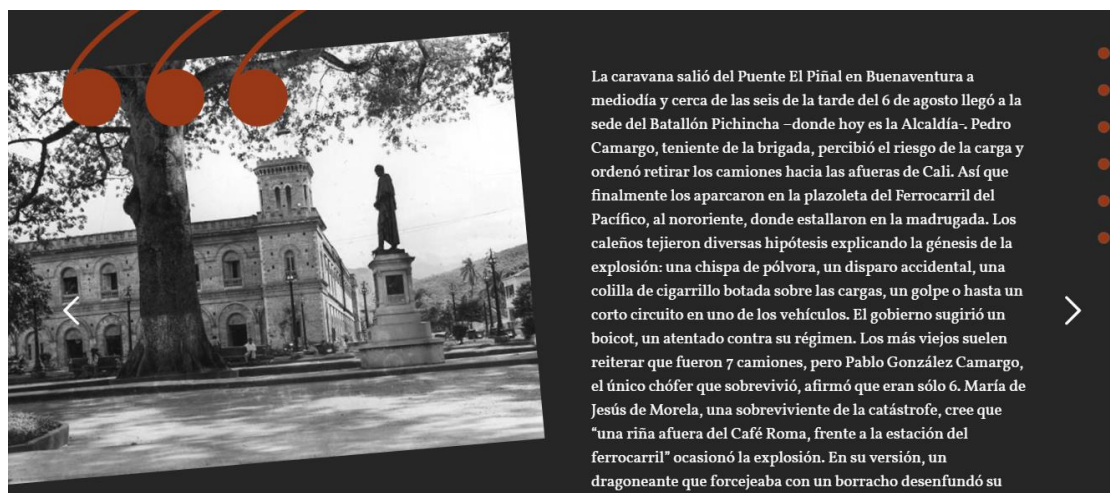 La caravana salió del Puente El Piñal en Buenaventura a
mediodía y cerca de las seis de la tarde del 6 de agosto llegó a la
sede del Batallón Pichincha –donde hoy es la Alcaldía-. Pedro
Camargo, teniente de la brigada, percibió el riesgo de la carga y
ordenó retirar los camiones hacia las afueras de Cali. Así que
finalmente los aparcaron en la plazoleta del Ferrocarril del
Pacífico, al nororiente, donde estallaron en la madrugada. Los
caleños tejieron diversas hipótesis explicando la génesis de la
explosión: una chispa de pólvora, un disparo accidental, una
colilla de cigarrillo botada sobre las cargas, un golpe o hasta un
corto circuito en uno de los vehículos. El gobierno sugirió un
boicot, un atentado contra su régimen. Los más viejos suelen
reiterar que fueron 7 camiones, pero Pablo González Camargo,
el único chófer que sobrevivió, afirmó que eran sólo 6. María de
Jesús de Morela, una sobreviviente de la catástrofe, cree que
“una riña afuera del Café Roma, frente a la estación del
ferrocarril” ocasionó la explosión. En su versión, un
dragoneante que forcejeaba con un borracho desenfundó su